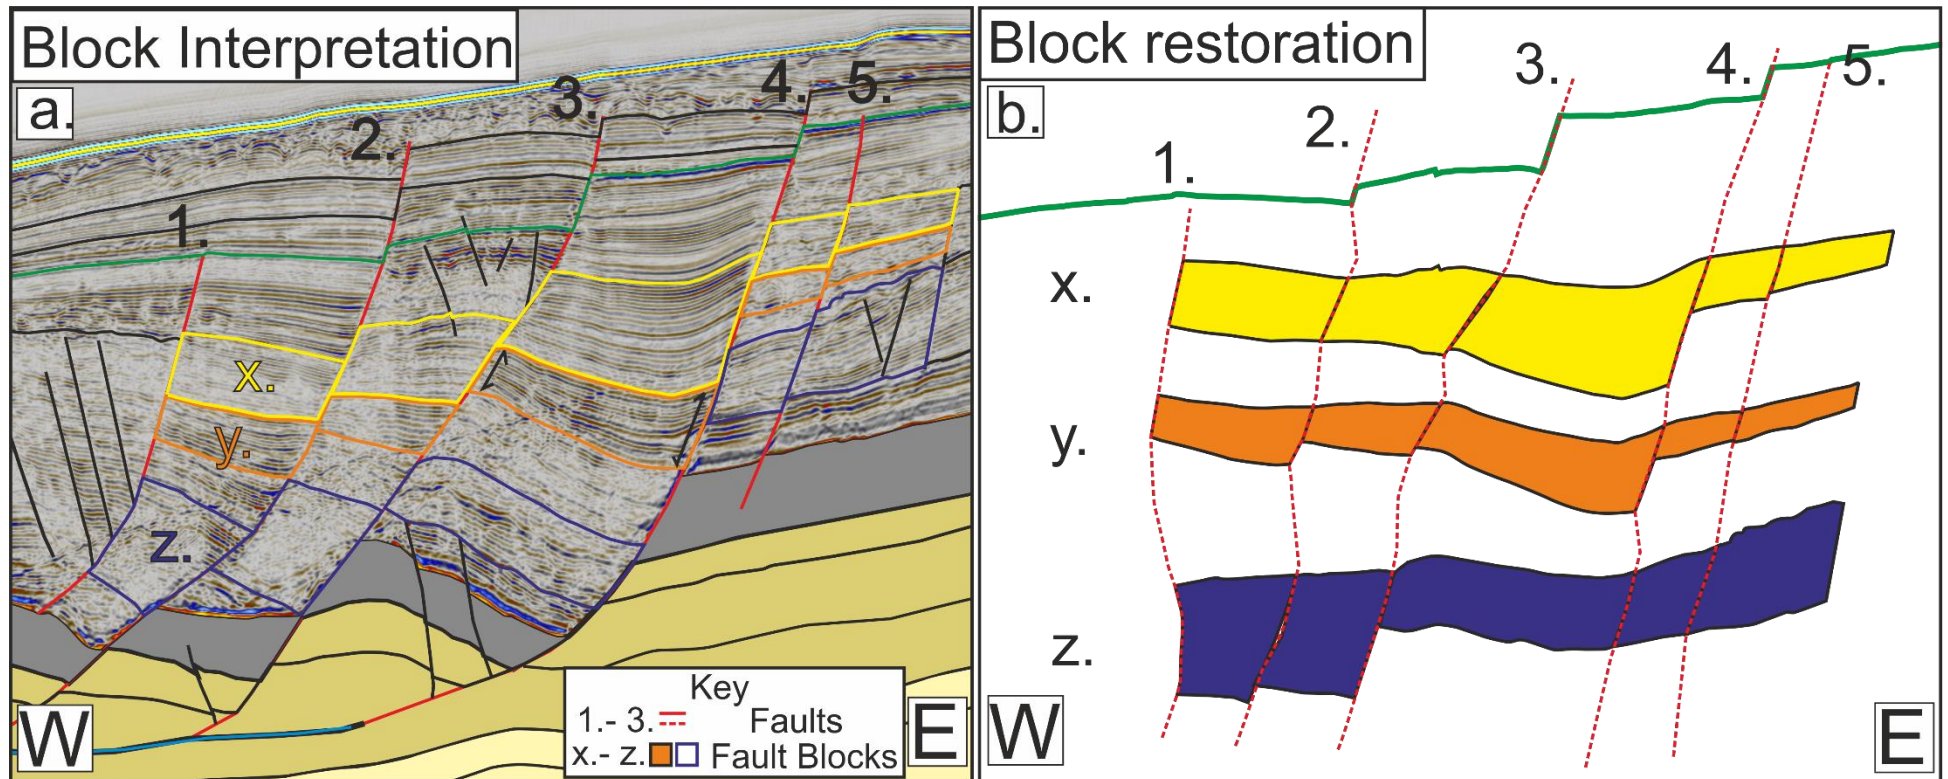 Block Interpretation
a.
1.
2.
3.
4.
5.
x.
y.
z.
W
Key
1.- 3. Faults
x.- z. Fault Blocks
E
Block restoration
b.
1.
2.
3.
4.
5.
x.
y.
z.
W
E